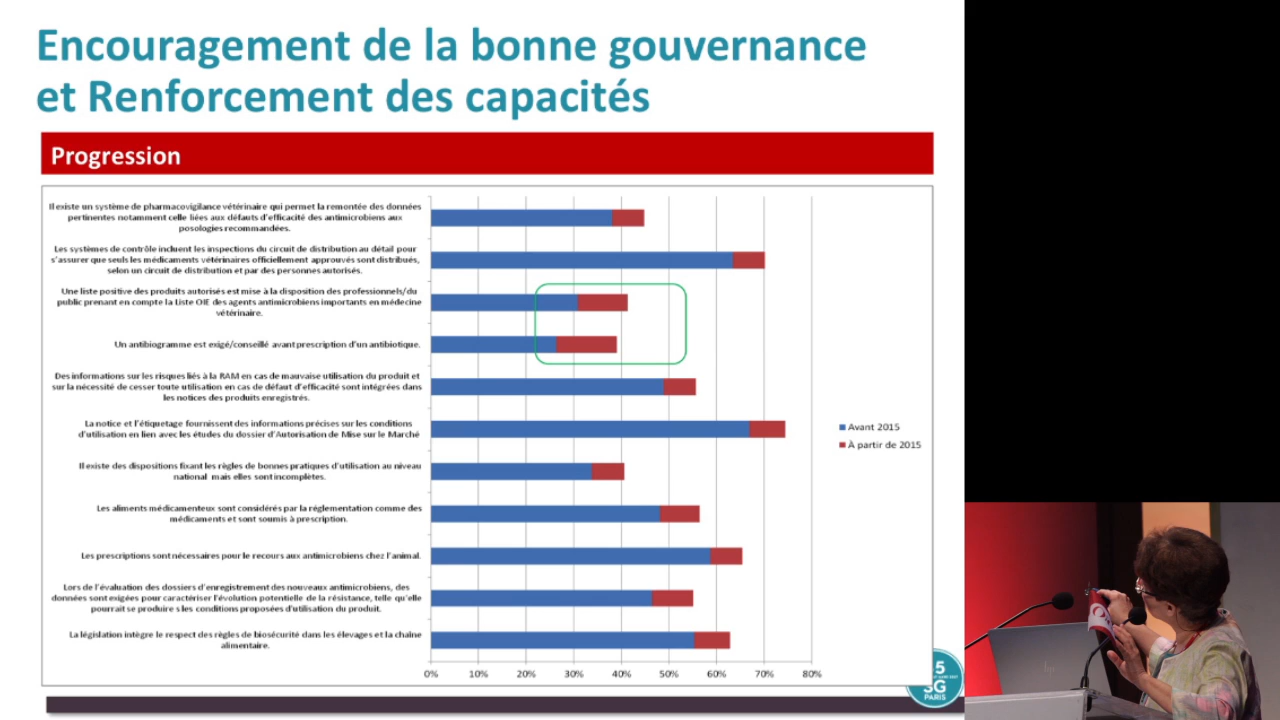 Encouragement de la bonne gouvernance
et Renforcement des capacités
Progression
Il existe un système de pharmacovigilance vétérinaire qui permet la remontée des données
pertinentes notamment celle liées aux défauts d'efficacité des antimicrobiens aux
posologies recommandées.
Les systèmes de contrôle incluent les inspections du circuit de distribution au détail pour
s'assurer que seuls les médicaments vétérinaires officiellement approuvés sont distribués,
selon un circuit de distribution et par des personnes autorisés.
Une liste positive des produits autorisés est mise à la disposition des professionnels/du
public prenant en compte la Liste OIE des agents antimicrobiens importants en médecine
vétérinaire.
Un antibiogramme est exigé/conseillé avant prescription d'un antibiotique.
Des informations sur les risques liés à la RAM en cas de mauvaise utilisation du produit et
sur la nécessité de cesser toute utilisation en cas de défaut d'efficacité sont intégrées dans
les notices des produits enregistrés.
La notice et l'étiquetage fournissent des informations précises sur les conditions
d'utilisation en lien avec les études du dossier d'Autorisation de Mise sur le Marché
Il existe des dispositions fixant les règles de bonnes pratiques d'utilisation au niveau
national mais elles sont incomplètes.
Les aliments médicamenteux sont considérés par la réglementation comme des
médicaments et sont soumis à prescription.
Les prescriptions sont nécessaires pour le recours aux antimicrobiens chez l'animal.
Lors de l'évaluation des dossiers d'enregistrement des nouveaux antimicrobiens, des
données sont exigées pour caractériser l'évolution potentielle de la résistance, telle qu'elle
pourrait se produire s les conditions proposées d'utilisation du produit.
La législation intègre le respect des règles de biosécurité dans les élevages et la chaîne
alimentaire.
Avant 2015
À partir de 2015
0% 10% 20% 30% 40% 50% 60% 70% 80%
5
SG
PARIS
hp